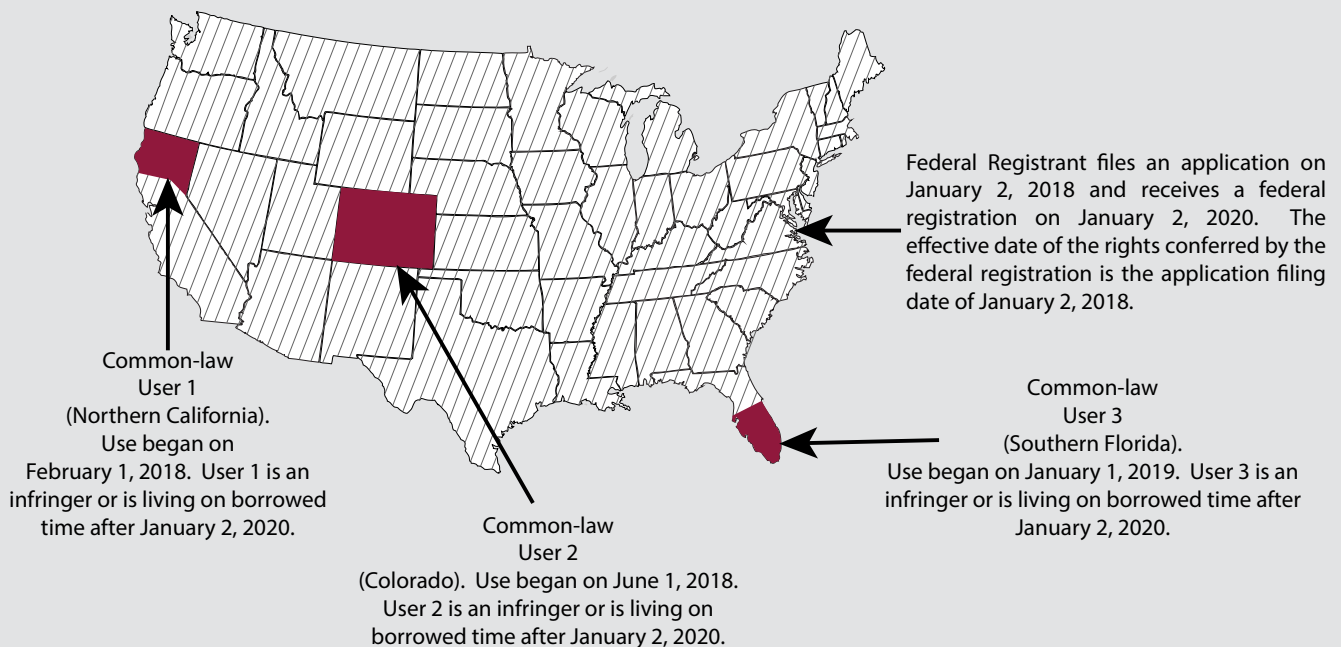 Federal Registrant files an application on
January 2, 2018 and receives a federal
registration on January 2, 2020. The
effective date of the rights conferred by the
federal registration is the application filing
date of January 2, 2018.
Common-law
User 1
(Northern California).
Use began on
February 1, 2018. User 1 is an
infringer or is living on borrowed
time after January 2, 2020.
Common-law
User 2
(Colorado). Use began on June 1, 2018.
User 2 is an infringer or is living on
borrowed time after January 2, 2020.
Common-law
User 3
(Southern Florida).
Use began on January 1, 2019. User 3 is an
infringer or is living on borrowed time after
January 2, 2020.